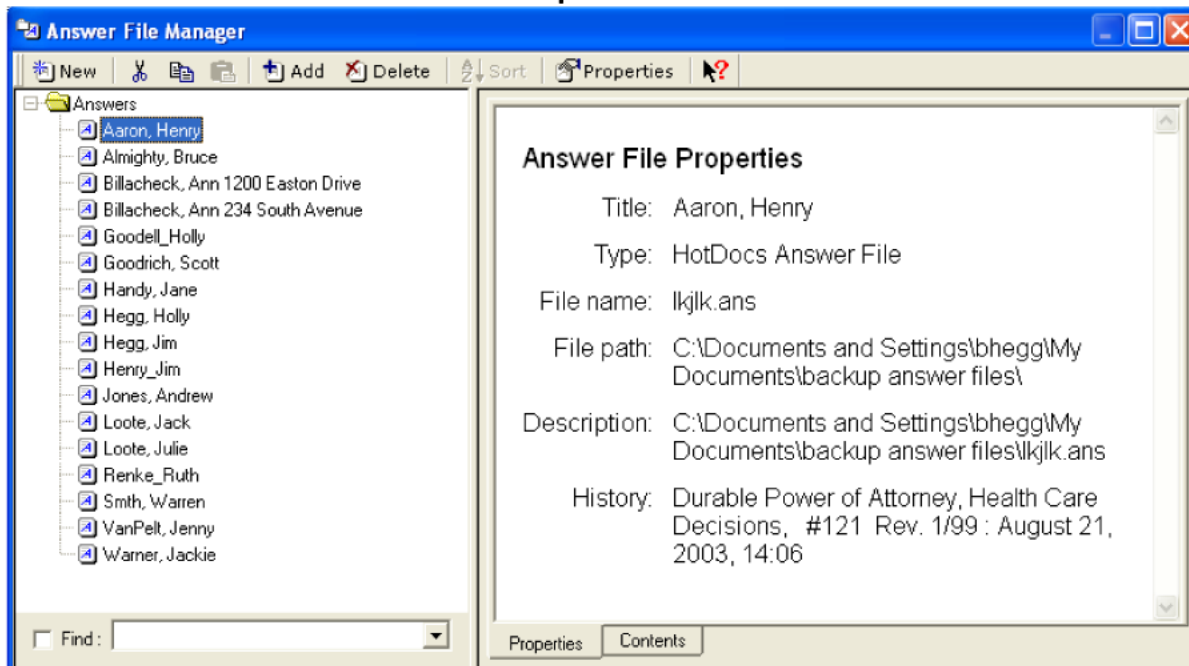 Answer File Manager
New Add Delete Sort Properties
Answers
Aaron, Henry
Almighty, Bruce
Billacheck, Ann 1200 Easton Drive
Billacheck, Ann 234 South Avenue
Goodell_Holly
Goodrich, Scott
Handy, Jane
Hegg, Holly
Hegg, Jim
Henry_Jim
Jones, Andrew
Loote, Jack
Loote, Julie
Renke_Ruth
Smth, Warren
VanPelt, Jenny
Warner, Jackie
Find :
Answer File Properties
Title: Aaron, Henry
Type: HotDocs Answer File
File name: lkjlk.ans
File path: C:\Documents and Settings\bhegg\My
Documents\backup answer files\
Description: C:\Documents and Settings\bhegg\My
Documents\backup answer files\lkjlk.ans
History: Durable Power of Attorney, Health Care
Decisions, #121 Rev. 1/99 : August 21,
2003, 14:06
Properties Contents